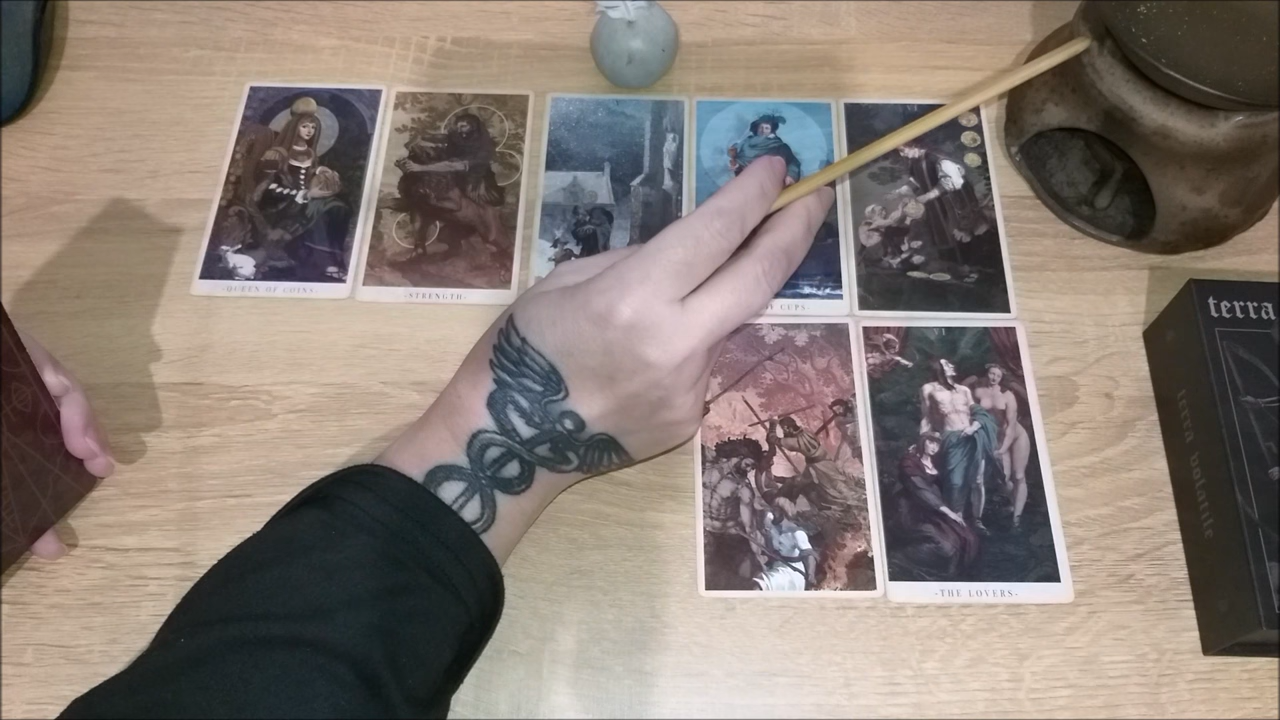 -QUEEN OF COINS-
-STRENGTH-
CUPS-
-THE LOVERS-
terra
terra volatile